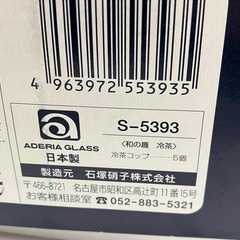 4 963972 553935
S-5393
〈和の趣 冷茶〉
冷茶コップ……5個
ADERIA GLASS
日本製
製造元 石塚硝子株式会社
〒466-8721 名古屋市昭和区高辻町11番15号
お客様相談室 ☎052-883-5321